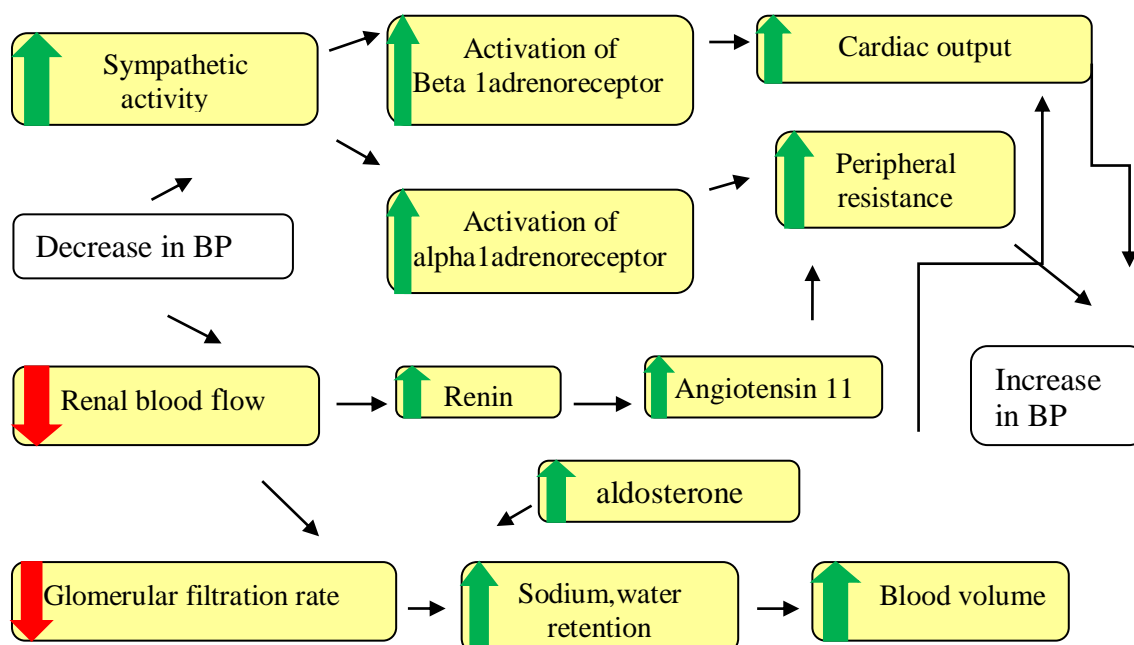 Sympathetic
activity
Activation of
Beta 1adrenoreceptor
Cardiac output
Peripheral
resistance
Activation of
alpha1adrenoreceptor
Decrease in BP
Renal blood flow
Renin
Angiotensin 11
Increase
in BP
aldosterone
Glomerular filtration rate
Sodium,water
retention
Blood volume